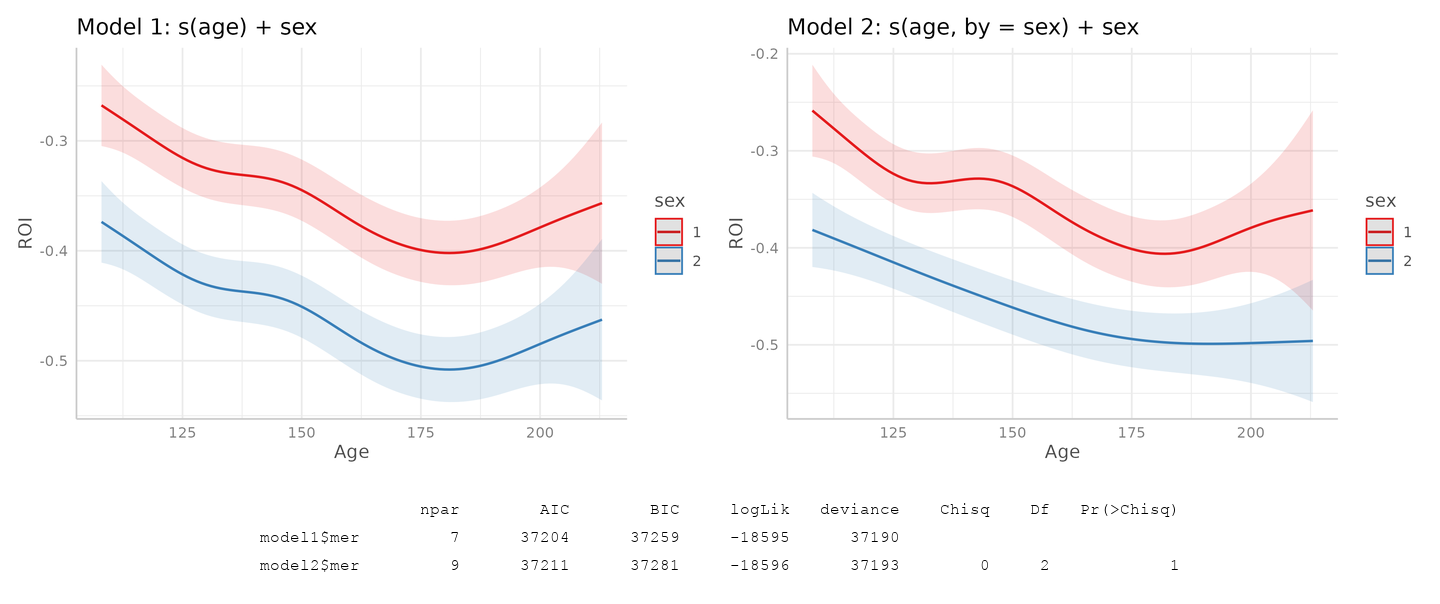 Model 1: s(age) + sex
-0.3
-0.4
-0.5
ROI
125 150 175 200
Age
sex
1
2
Model 2: s(age, by = sex) + sex
-0.2
-0.3
-0.4
-0.5
ROI
125 150 175 200
Age
sex
1
2
npar AIC BIC logLik deviance Chisq Df Pr(>Chisq)
model1$mer 7 37204 37259 -18595 37190
model2$mer 9 37211 37281 -18596 37193 0 2 1